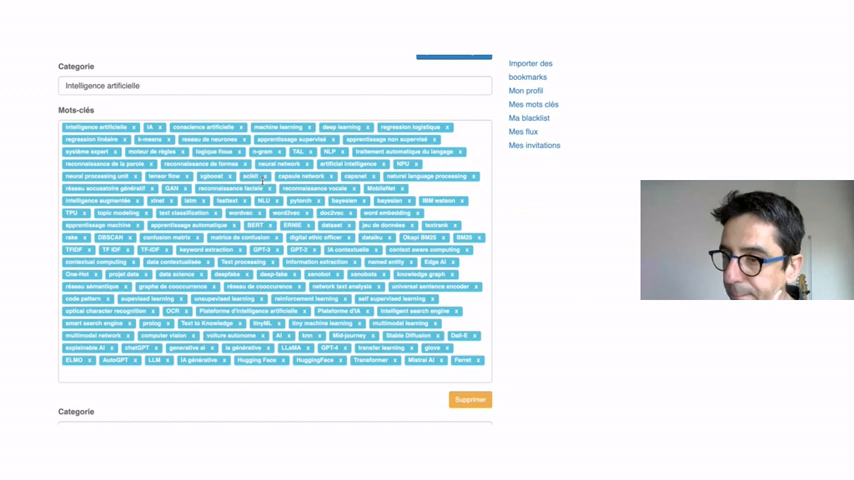 Categorie
Intelligence artificielle
Mots-clés
intelligence artificielle x IA x conscience artificielle x machine learning x deep learning x regression logistique x
regression linéaire x k-means x reseau de neurones x apprentissage supervisé x apprentissage non supervisé x
système expert x moteur de règles x logique floue x n-gram x TAL x NLP x traitement automatique du langage x
reconnaissance de la parole x reconnaissance de formes x neural network x artificial intelligence x NPU x
neural processing unit x tensor flow x xgboost x scikit x capsule network x capsnet x natural language processing x
réseau accusatoire génératif x GAN x reconnaissance faciale x reconnaissance vocale x MobileNet x
intelligence augmentée x xlnet x lstm x fasttext x NLU x pytorch x bayesien x bayesian x IBM watson x
TPU x topic modeling x text classification x wordvec x word2vec x doc2vec x word embedding x
apprentissage machine x apprentissage automatique x BERT x ERNIE x dataset x jeu de données x textrank x
rake x DBSCAN x confusion matrix x matrice de confusion x digital ethic officer x dataiku x Okapi BM25 x BM25 x
TFIDF x TF IDF x TF-IDF x keyword extraction x GPT-3 x GPT-2 x IA contextuelle x context aware computing x
contextual computing x data contextualisée x Text processing x information extraction x named entity x Edge AI x
One-Hot x projet data x data science x deepfake x deep-fake x xenobot x xenobots x knowledge graph x
réseau sémantique x graphe de cooccurrence x réseau de cooccurrence x network text analysis x universal sentence encoder x
code pattern x supevised learning x unsupevised learning x reinforcement learning x self supervised learning x
optical character recognition x OCR x Plateforme d'intelligence artificielle x Plateforme d'IA x intelligent search engine x
smart search engine x prolog x Text to Knowledge x tinyML x tiny machine learning x multimodal learning x
multimodal network x computer vision x voiture autonome x AI x knn x Mid-journey x Stable Diffusion x Dall-E x
explainable AI x chatGPT x generative ai x ia générative x LLaMA x GPT-4 x transfer learning x glove x
ELMO x AutoGPT x LLM x IA générative x Hugging Face x HuggingFace x Transformer x Mistral AI x Ferret x
Supprimer
Categorie
Importer des
bookmarks
Mon profil
Mes mots clés
Ma blacklist
Mes flux
Mes invitations